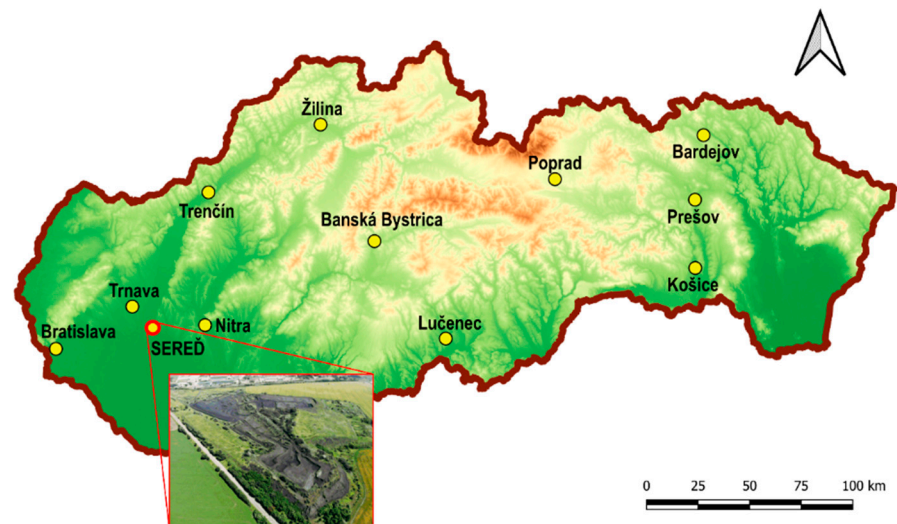 Žilina
Bardejov
Poprad
Trenčín
Prešov
Banská Bystrica
Košice
Trnava
Nitra
Lučenec
Bratislava
SEREĎ
0 25 50 75 100 km